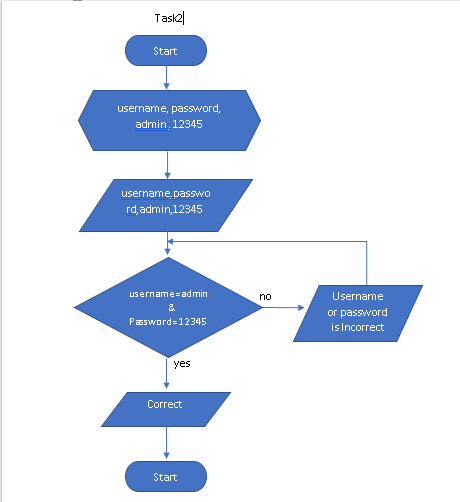 Task2
Start
username, password,
admin, 12345
username,passwo
rd,admin,12345
username=admin
&
Password=12345
no
Username
or password
is Incorrect
yes
Correct
Start